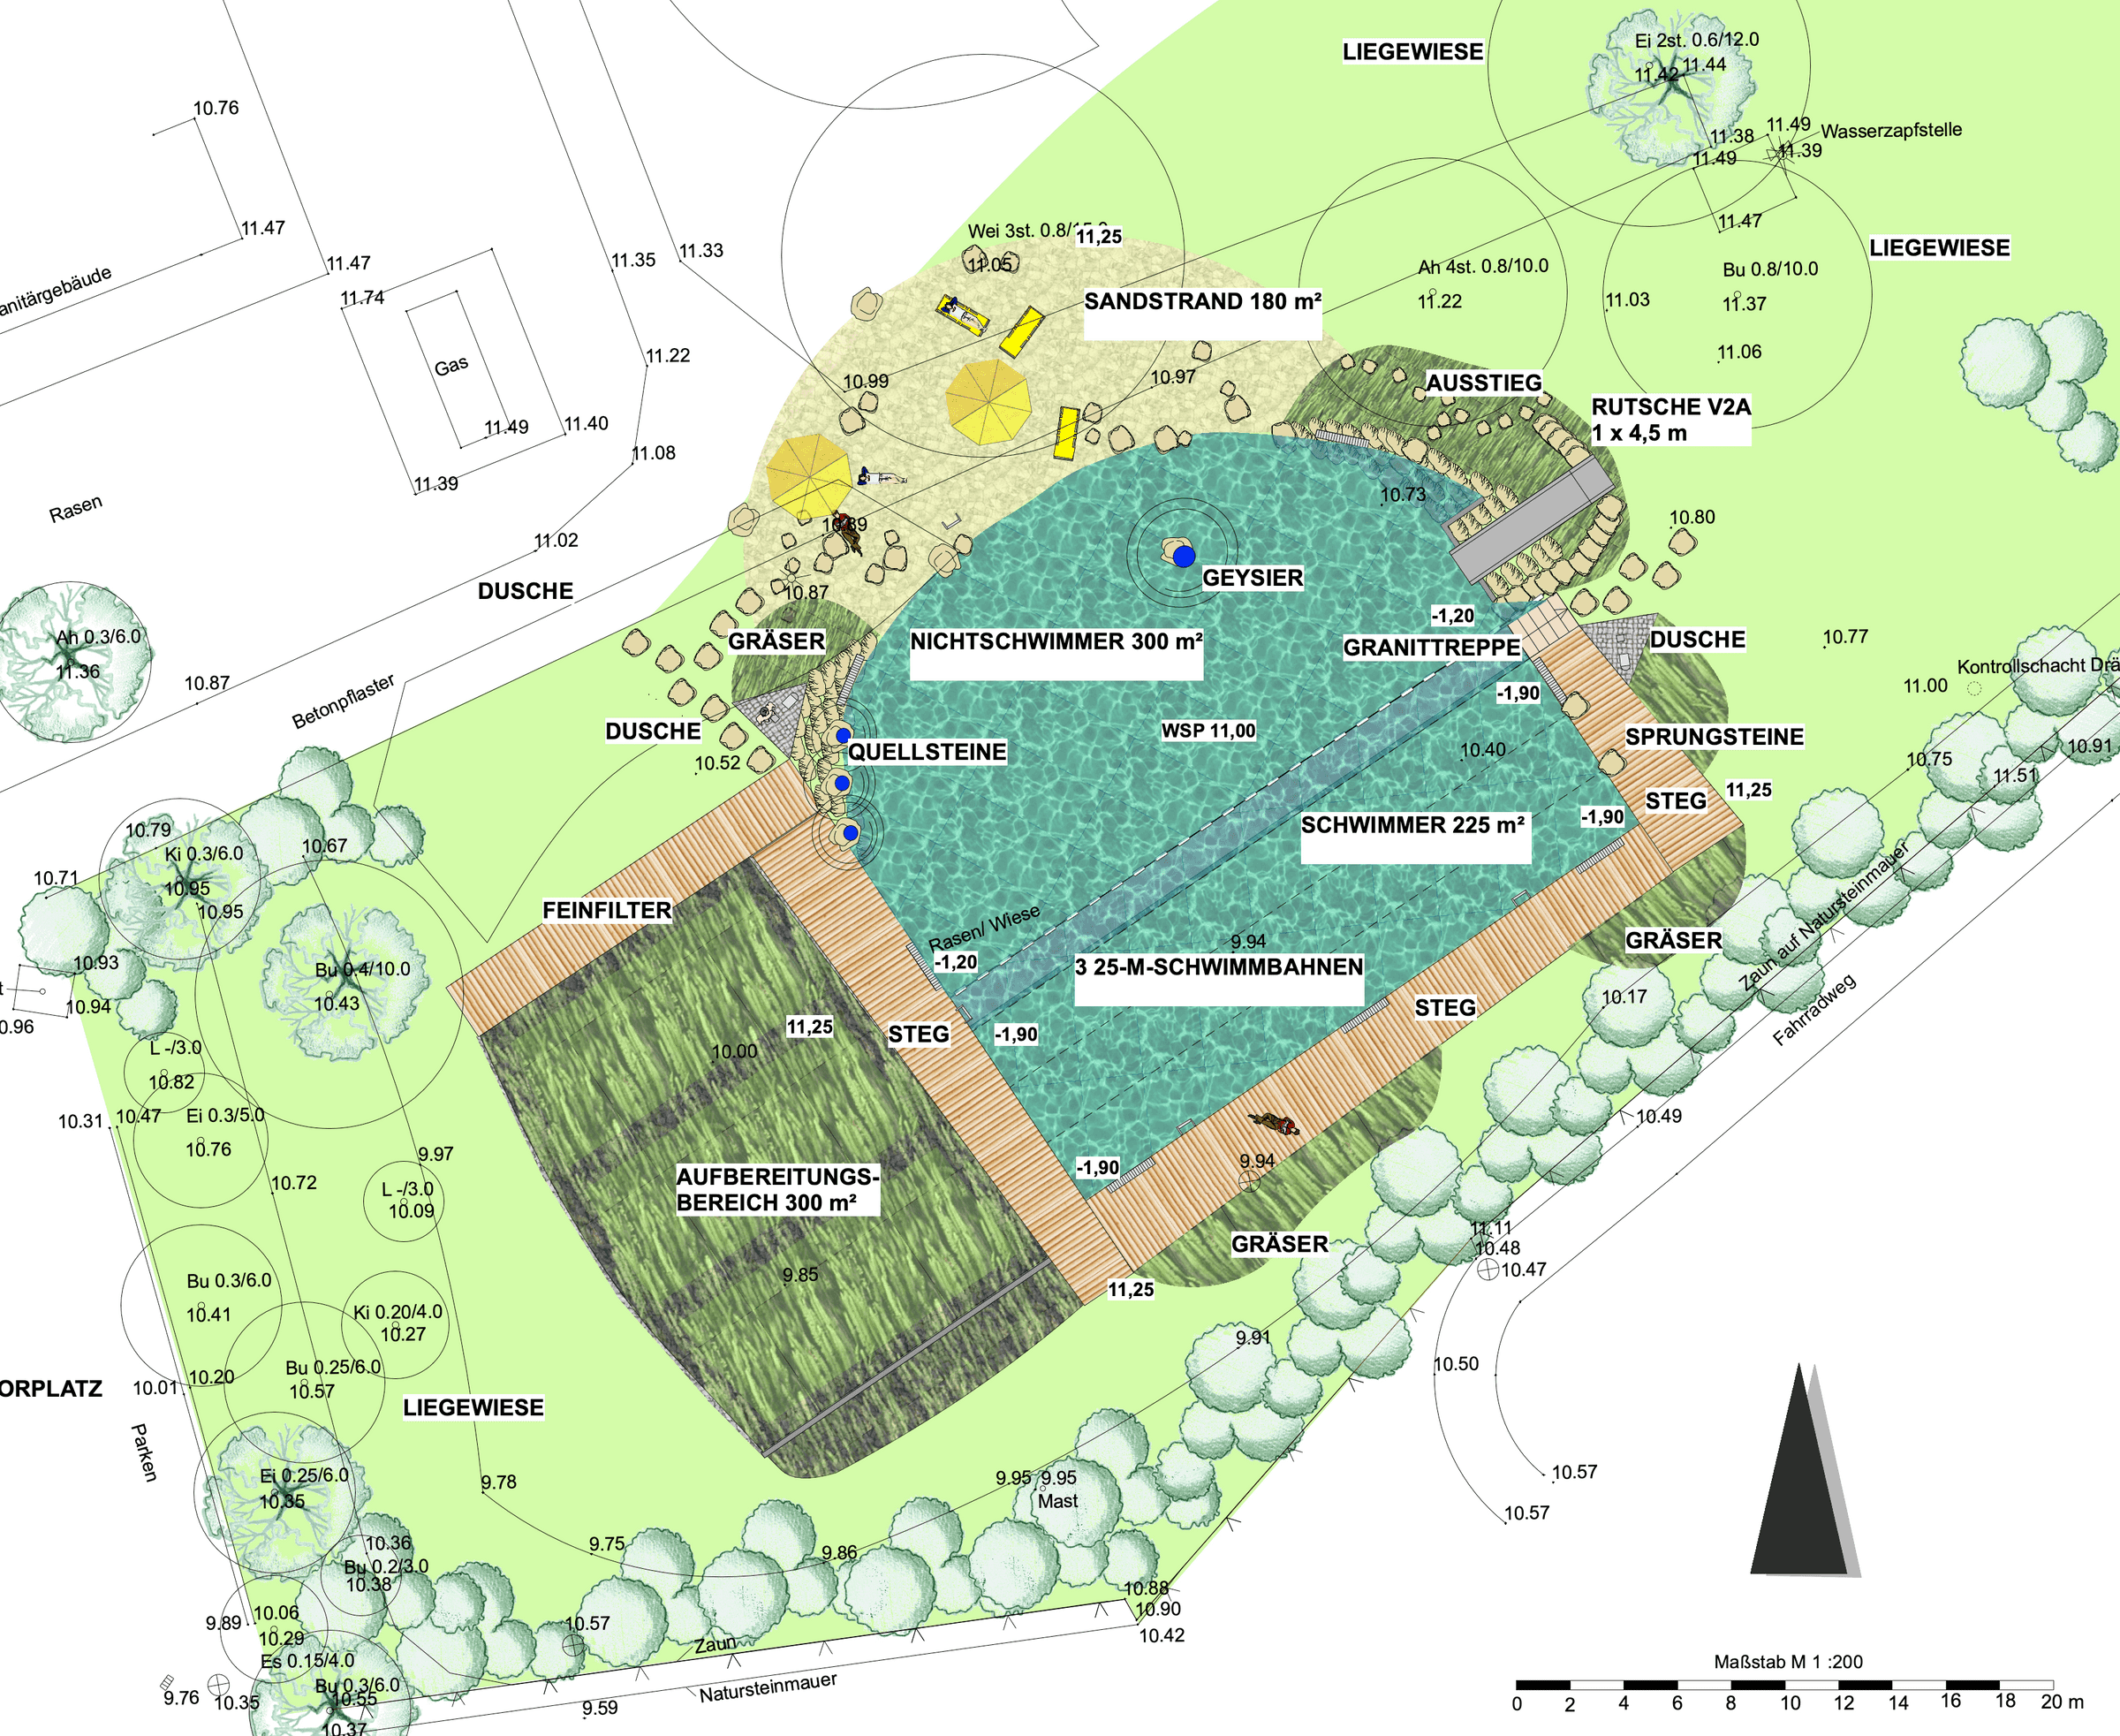 LIEGEWIESE
Ei 2st. 0.6/12.0
11.42
11.44
11.38
11.49
11.49
11.39
Wasserzapfstelle
11.47
LIEGEWIESE
10.76
11.47
11.47
11.35
11.33
anitärgebäude
11.74
Gas
11.49
11.40
11.39
11.22
11.08
11.02
Rasen
Wei 3st. 0.8/15.0
11,25
11.05
SANDSTRAND 180 m²
Ah 4st. 0.8/10.0
11.22
11.03
Bu 0.8/10.0
11.37
11.06
10.99
10.97
AUSSTIEG
RUTSCHE V2A
1 x 4,5 m
10.73
10.80
10.89
10.87
DUSCHE
GEYSIER
-1,20
GRÄSER
NICHTSCHWIMMER 300 m²
GRANITTREPPE
DUSCHE
10.77
Kontrollschacht Drä
11.00
Ah 0.3/6.0
11.36
10.87
Betonpflaster
-1,90
DUSCHE
QUELLSTEINE
WSP 11,00
10.40
SPRUNGSTEINE
10.52
10.75
10.91
11.51
STEG
11,25
-1,90
SCHWIMMER 225 m²
10.79
Ki 0.3/6.0
10.95
10.95
10.67
10.71
FEINFILTER
Rasen/ Wiese
9.94
-1,20
3 25-M-SCHWIMMBAHNEN
GRÄSER
Zaun auf Natursteinmauer
Fahrradweg
10.93
10.94
t
0.96
Bu 0.4/10.0
10.43
11,25
STEG
-1,90
STEG
10.17
10.00
L -/3.0
10.82
10.31
10.47
Ei 0.3/5.0
10.76
10.49
9.97
10.72
L -/3.0
10.09
AUFBEREITUNGS-
BEREICH 300 m²
-1,90
9.94
GRÄSER
11.11
10.48
10.47
9.85
11,25
Bu 0.3/6.0
10.41
Ki 0.20/4.0
10.27
9.91
10.50
ORPLATZ
10.01
10.20
Bu 0.25/6.0
10.57
LIEGEWIESE
Parken
Ei 0.25/6.0
10.35
9.78
9.95
9.95
Mast
10.57
10.57
10.36
Bu 0.2/3.0
10.38
9.75
9.86
10.88
10.90
10.42
9.89
10.06
10.29
Es 0.15/4.0
10.57
Zaun
Natursteinmauer
Bu 0.3/6.0
10.55
10.37
9.76
10.35
9.59
Maßstab M 1 :200
0 2 4 6 8 10 12 14 16 18 20 m